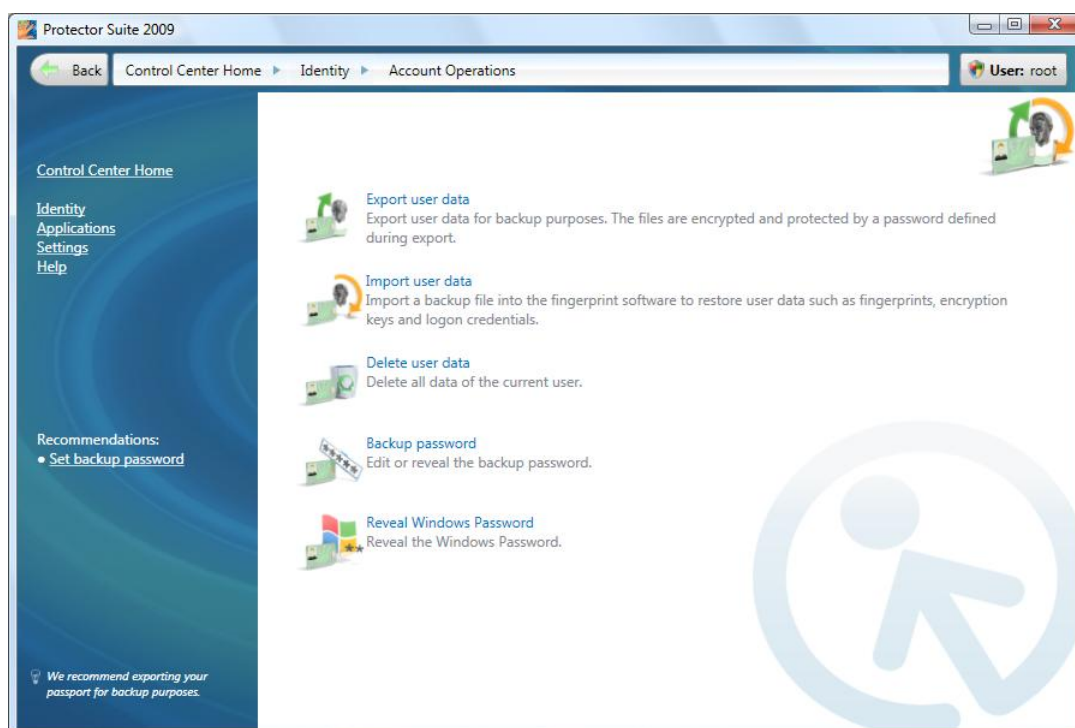 Protector Suite 2009
Back Control Center Home Identity Account Operations User: root
Control Center Home
Identity
Applications
Settings
Help
Recommendations:
• Set backup password
We recommend exporting your
passport for backup purposes.
Export user data
Export user data for backup purposes. The files are encrypted and protected by a password defined
during export.
Import user data
Import a backup file into the fingerprint software to restore user data such as fingerprints, encryption
keys and logon credentials.
Delete user data
Delete all data of the current user.
Backup password
Edit or reveal the backup password.
Reveal Windows Password
Reveal the Windows Password.